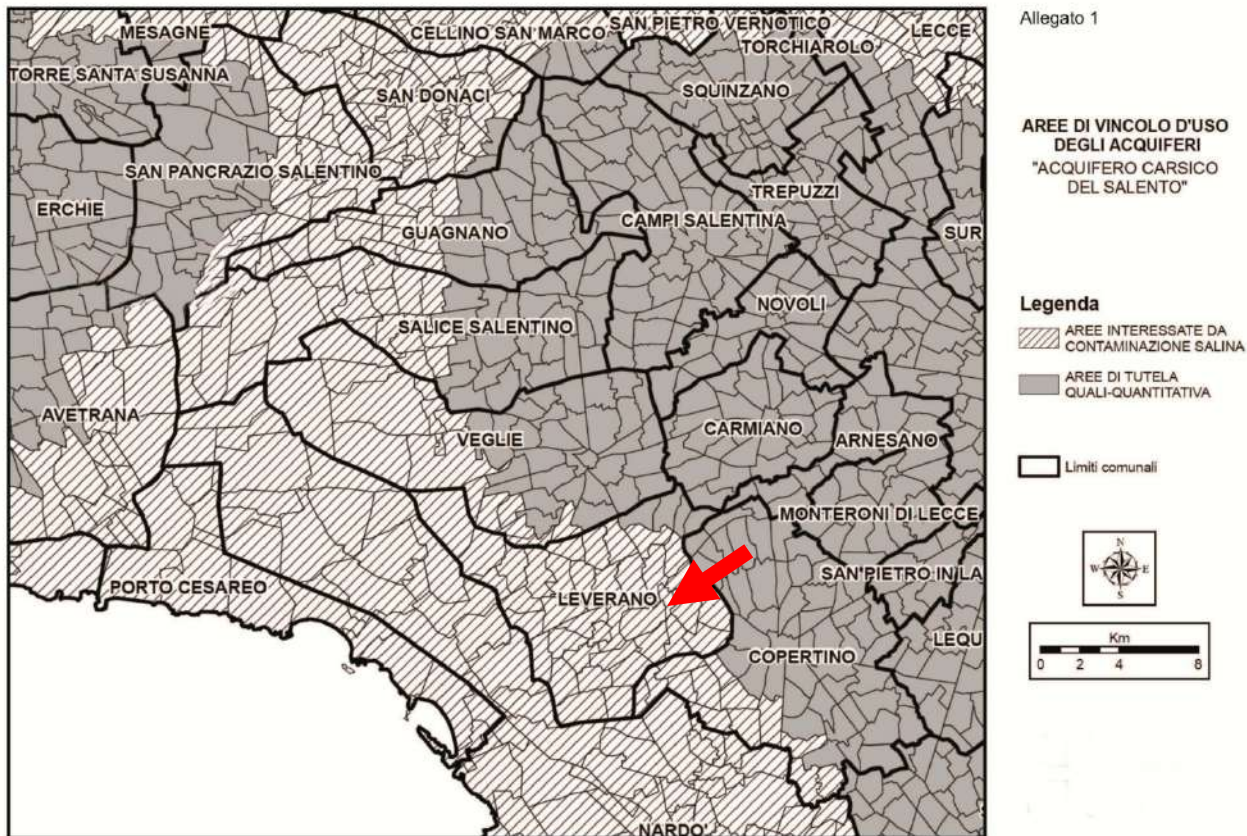 MESAGNE
CELLINO SAN MARCO
SAN PIETRO VERNOTICO
LECCE
TORCHIAROLO
TORRE SANTA SUSANNA
SAN DONACI
SQUINZANO
SAN PANCRAZIO SALENTINO
TREPUZZI
ERCHIE
GUAGNANO
CAMPI SALENTINA
SUR
NOVOLI
SALICE SALENTINO
AVETRANA
VEGLIE
CARMIANO
ARNESANO
MONTERONI DI LECCE
SAN PIETRO IN LA
PORTO CESAREO
LEVERANO
LEQU
COPERTINO
NARDO'
Allegato 1
AREE DI VINCOLO D'USO
DEGLI ACQUIFERI
"ACQUIFERO CARSICO
DEL SALENTO"
Legenda
AREE INTERESSATE DA
CONTAMINAZIONE SALINA
AREE DI TUTELA
QUALI-QUANTITATIVA
Limiti comunali
N
W E
S
Km
0 2 4 8